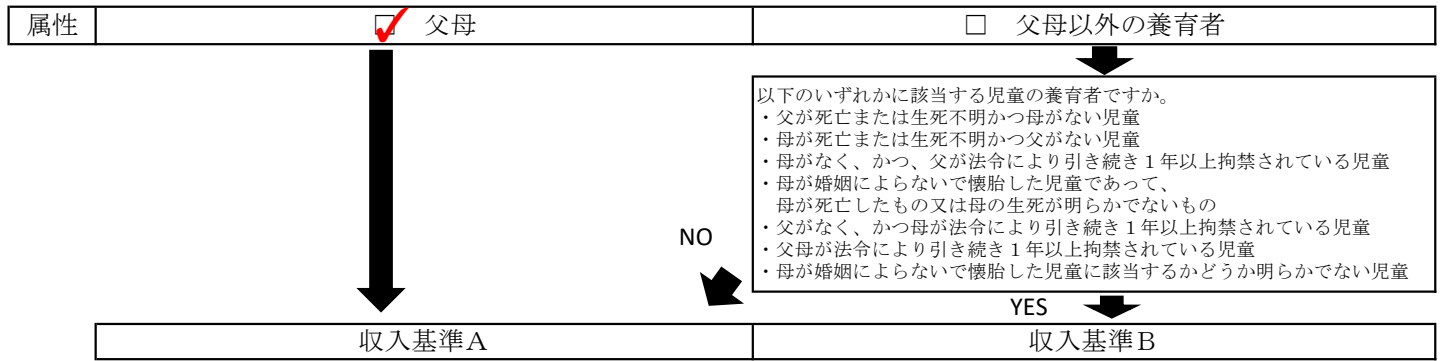 属性 □ 父母 □ 父母以外の養育者
以下のいずれかに該当する児童の養育者ですか。
・父が死亡または生死不明かつ母がない児童
・母が死亡または生死不明かつ父がない児童
・母がなく、かつ、父が法令により引き続き１年以上拘禁されている児童
・母が婚姻によらないで懐胎した児童であって、
母が死亡したもの又は母の生死が明らかでないもの
・父がなく、かつ母が法令により引き続き１年以上拘禁されている児童
・父母が法令により引き続き１年以上拘禁されている児童
・母が婚姻によらないで懐胎した児童に該当するかどうか明らかでない児童
NO
YES
収入基準Ａ 収入基準Ｂ